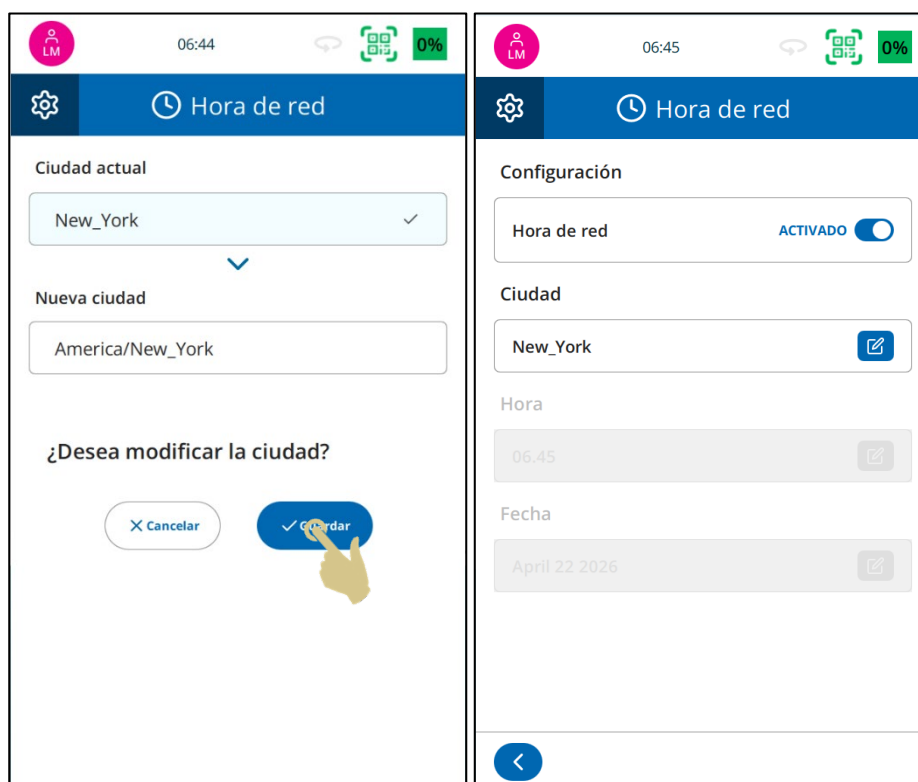 LM
06:44
0%
Hora de red
Ciudad actual
New_York
Nueva ciudad
America/New_York
¿Desea modificar la ciudad?
Cancelar
Guardar
LM
06:45
0%
Hora de red
Configuración
Hora de red ACTIVADO
Ciudad
New_York
Hora
06.45
Fecha
April 22 2026